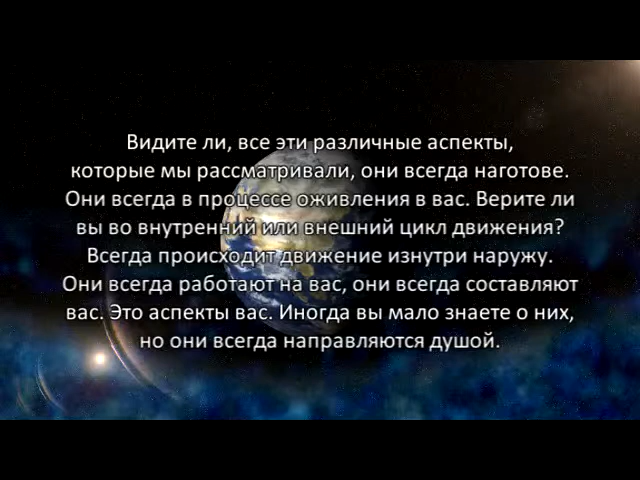 Видите ли, все эти различные аспекты,
которые мы рассматривали, они всегда наготове.
Они всегда в процессе оживления в вас. Верите ли
вы во внутренний или внешний цикл движения?
Всегда происходит движение изнутри наружу.
Они всегда работают на вас, они всегда составляют
вас. Это аспекты вас. Иногда вы мало знаете о них,
но они всегда направляются душой.